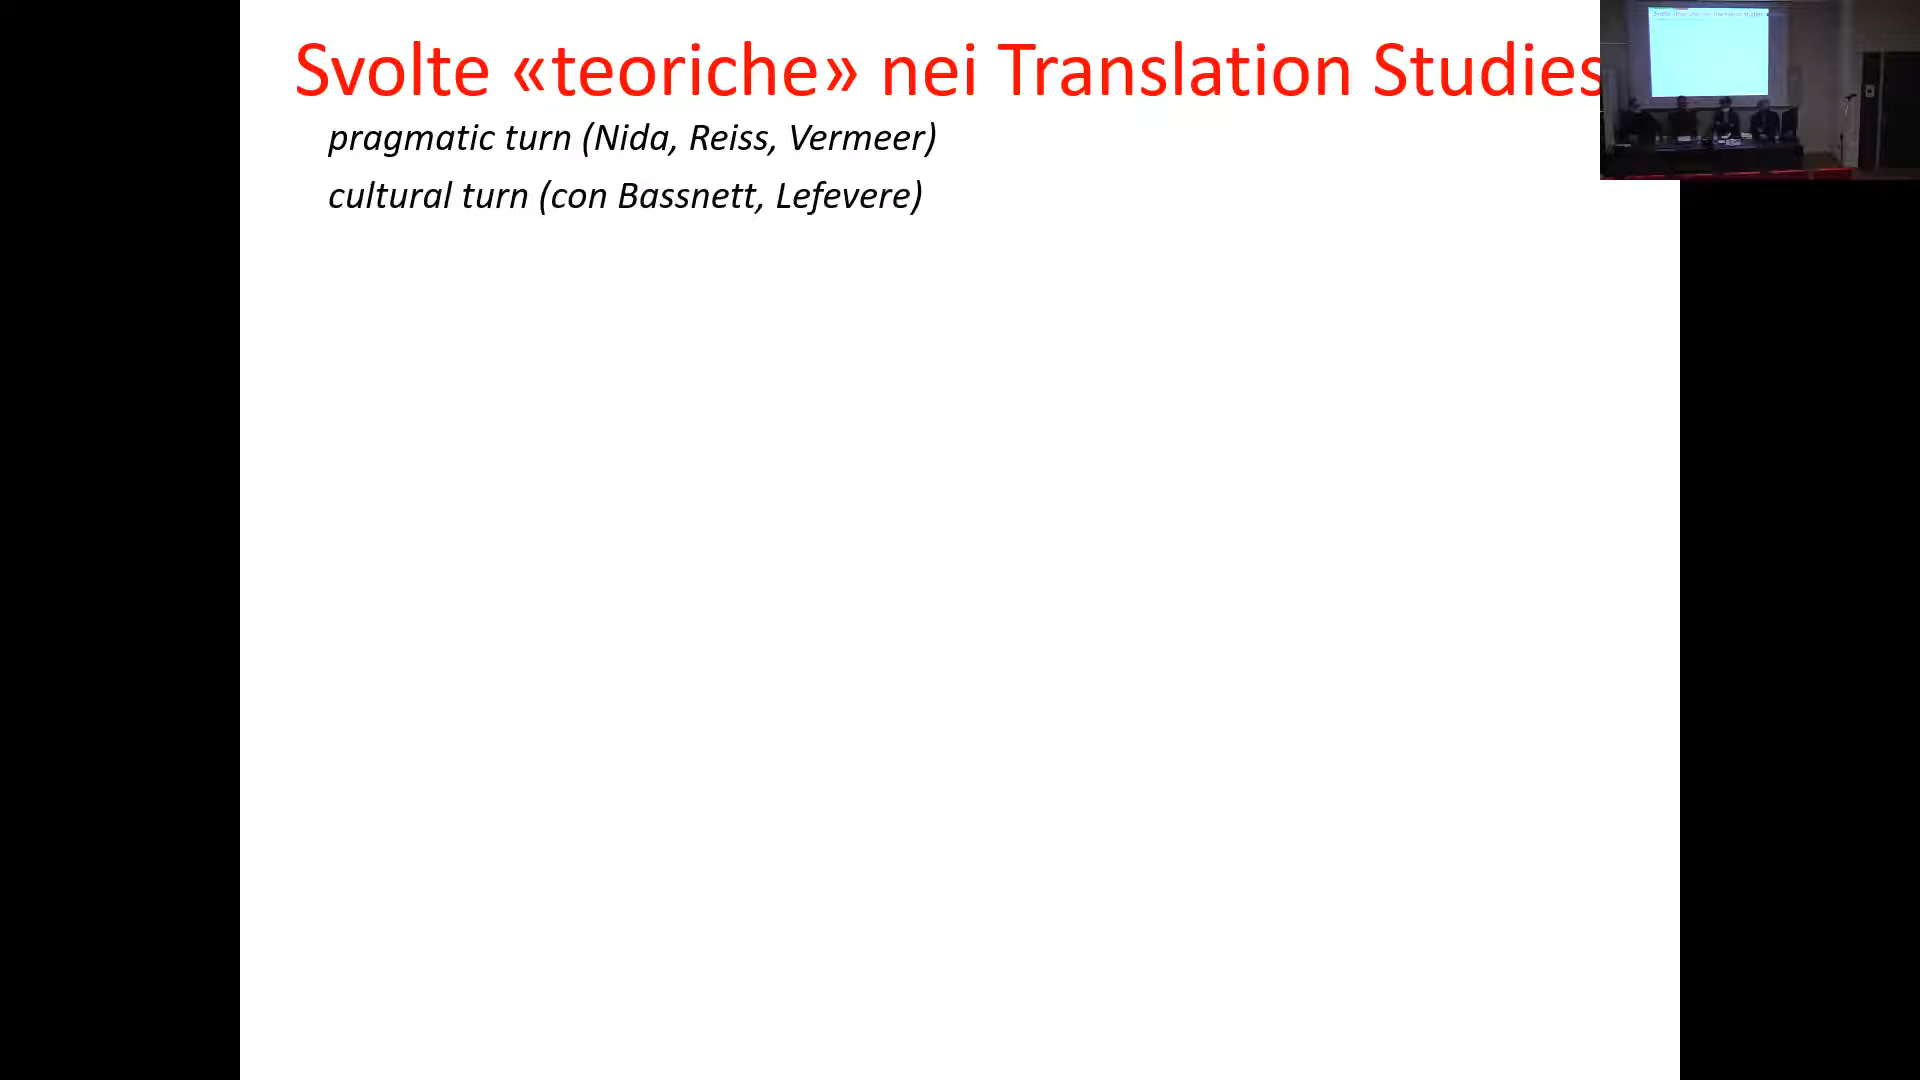 Svolte «teoriche» nei Translation Studies
pragmatic turn (Nida, Reiss, Vermeer)
cultural turn (con Bassnett, Lefevere)